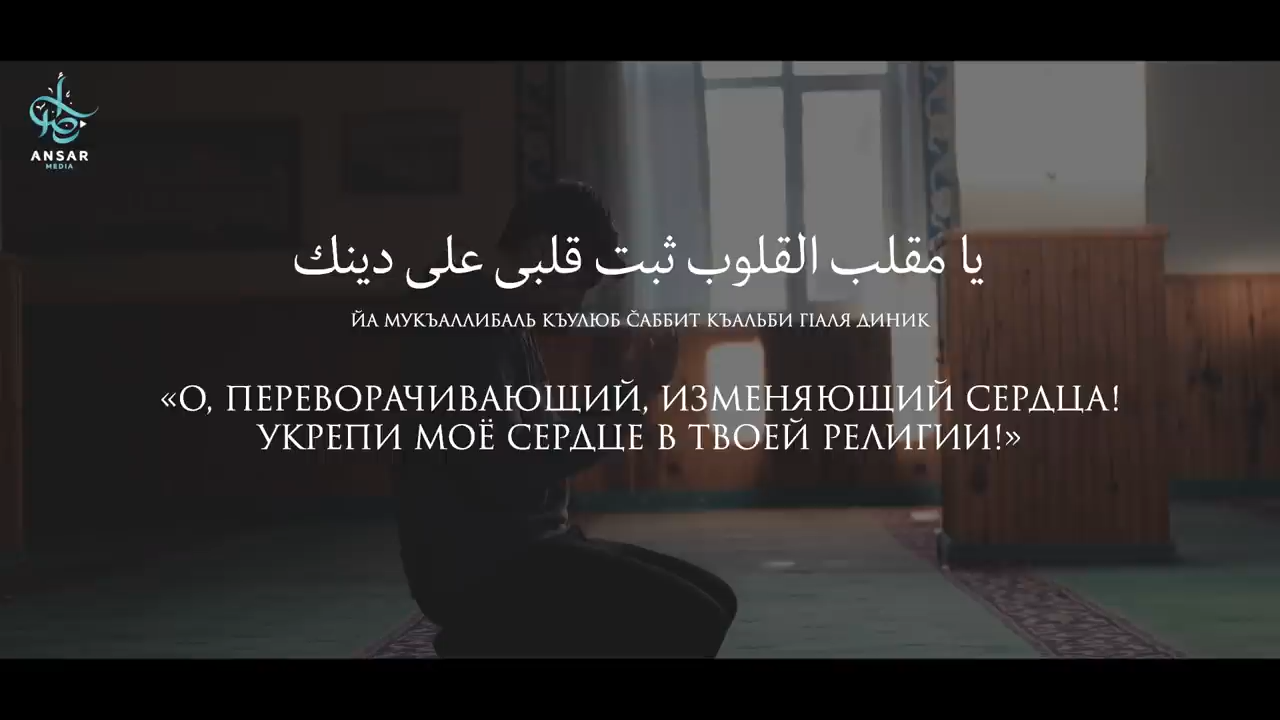 ANSAR
MEDIA
يا مقلب القلوب ثبت قلبى على دينك
ЙА МУКЪАЛЛИБАЛЬ КЪУЛЮБ С̌АББИТ КЪАЛЬБИ ГIАЛЯ ДИНИК
«О, ПЕРЕВОРАЧИВАЮЩИЙ, ИЗМЕНЯЮЩИЙ СЕРДЦА!
УКРЕПИ МОЁ СЕРДЦЕ В ТВОЕЙ РЕЛИГИИ!»